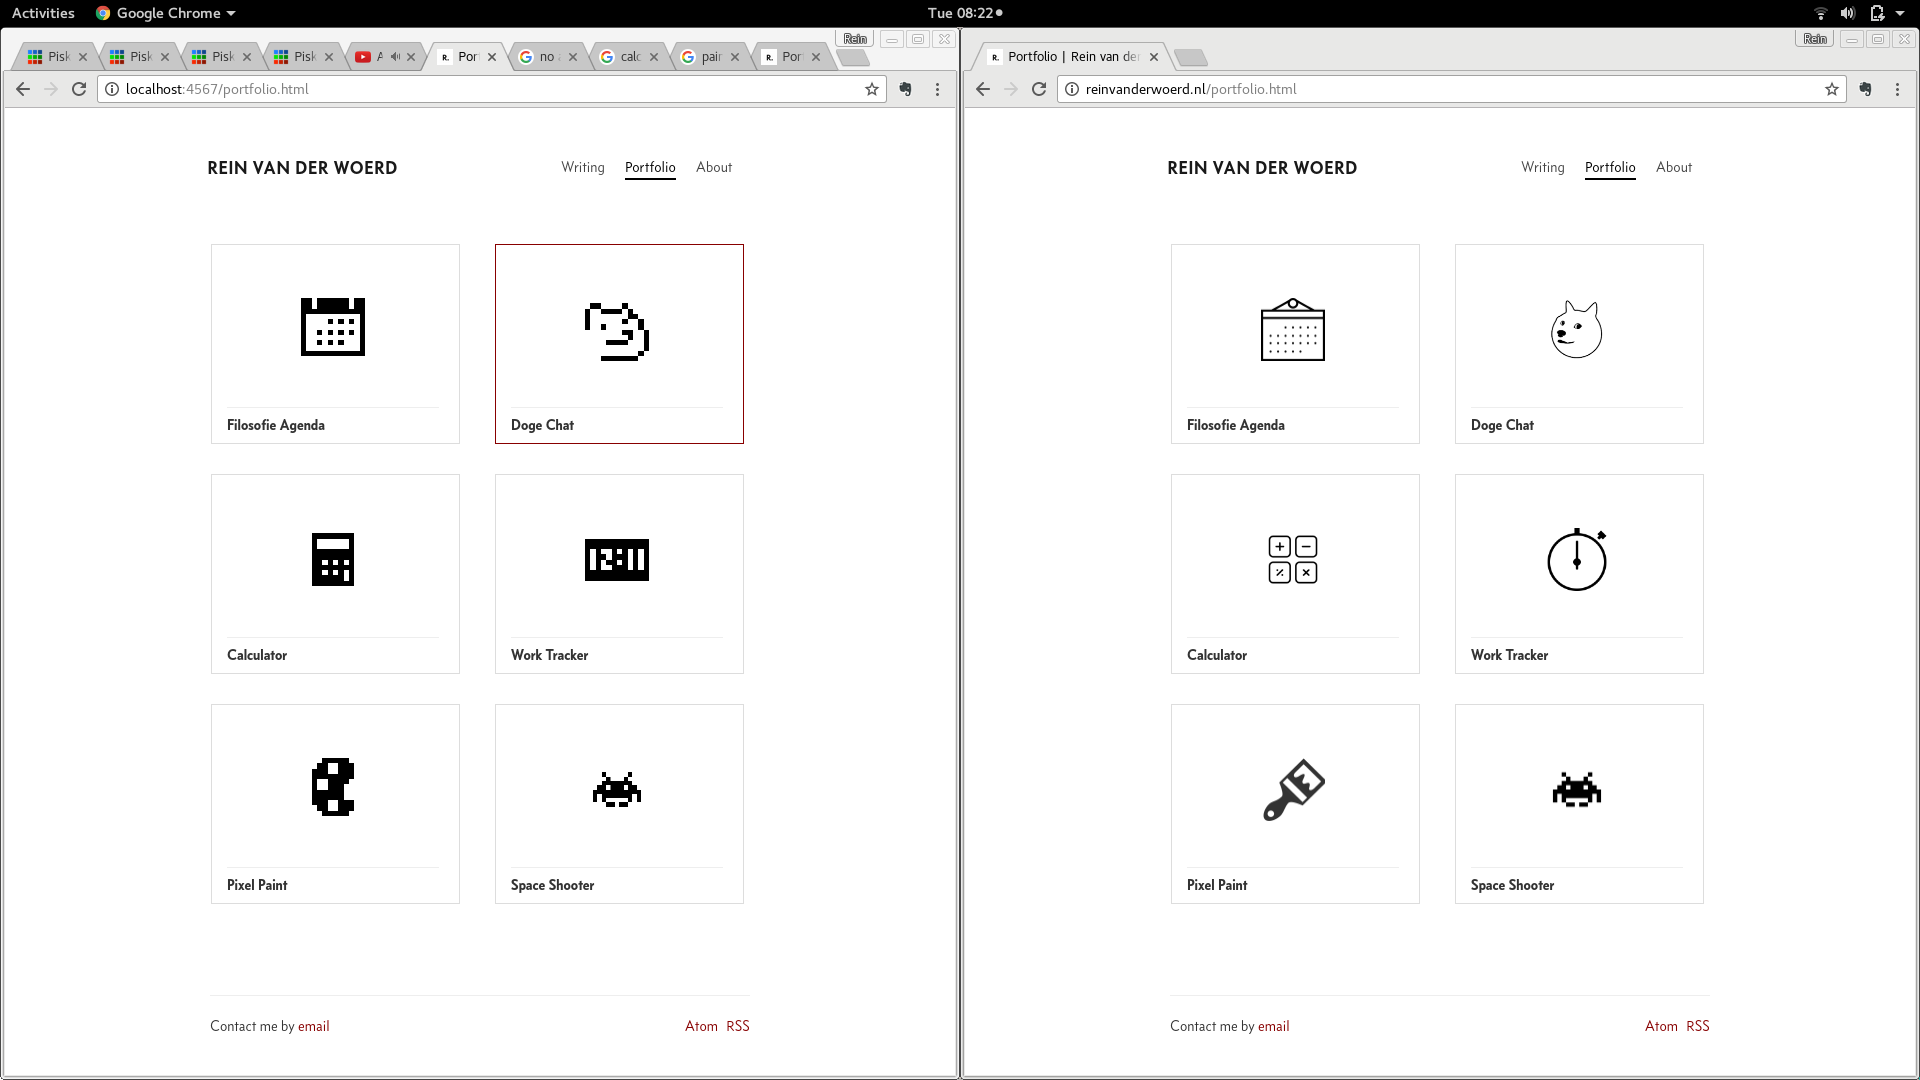 Activities Google Chrome Tue 08:22
Rein
Pisk Pisk Pisk Pisk A Por no calc pair Por
localhost:4567/portfolio.html
REIN VAN DER WOERD Writing Portfolio About
Filosofie Agenda Doge Chat
12:00
Calculator Work Tracker
Pixel Paint Space Shooter
Contact me by email Atom RSS
Rein
Portfolio | Rein van der
reinvanderwoerd.nl/portfolio.html
REIN VAN DER WOERD Writing Portfolio About
Filosofie Agenda Doge Chat
Calculator Work Tracker
Pixel Paint Space Shooter
Contact me by email Atom RSS